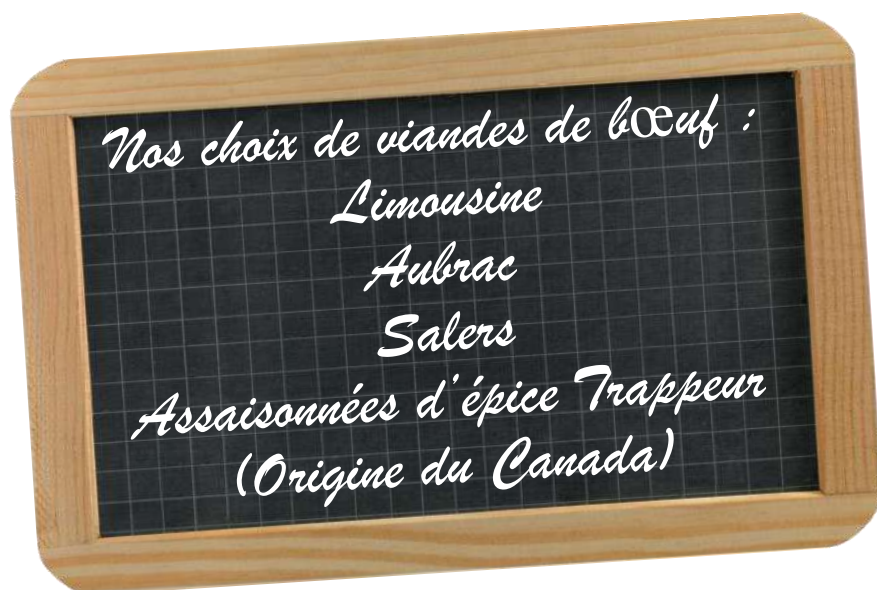 Nos choix de viandes de bœuf :
Limousine
Aubrac
Salers
Assaisonnées d'épice Trappeur
(Origine du Canada)